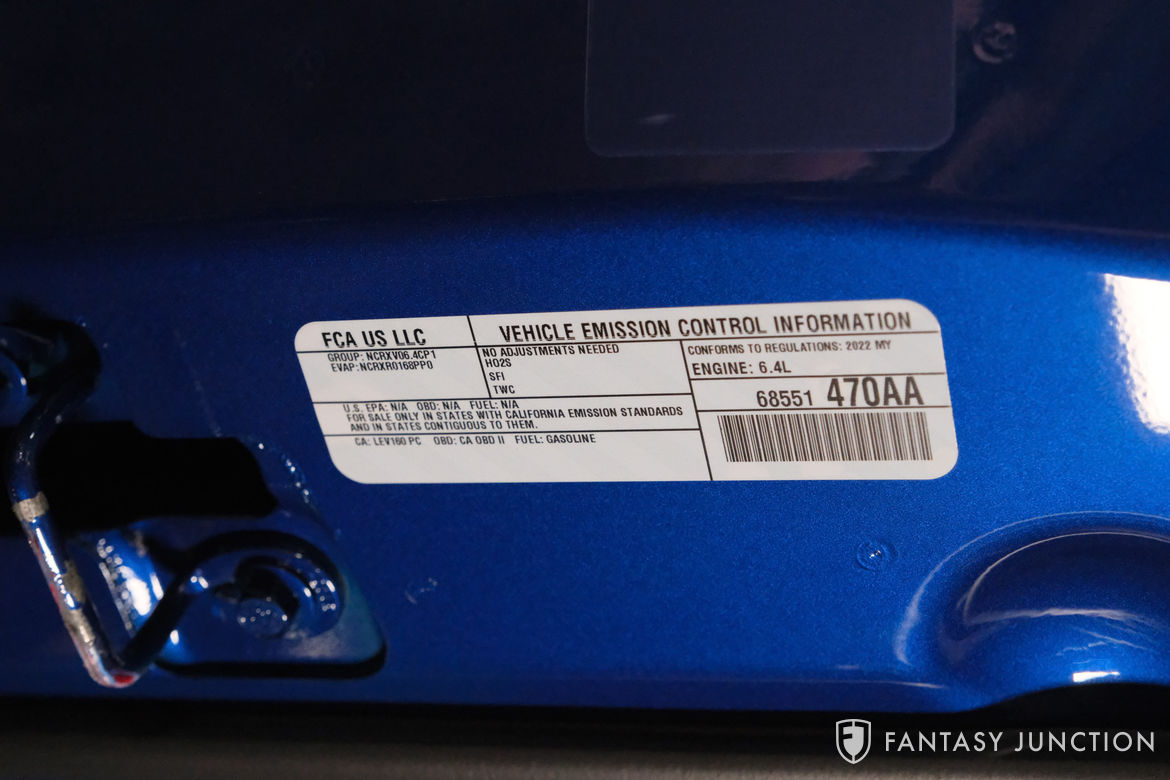 FCA US LLC
GROUP: NCRXV06.4CP1
EVAP: NCRXR0168PP0
VEHICLE EMISSION CONTROL INFORMATION
NO ADJUSTMENTS NEEDED
HO2S
SFI
TWC
CONFORMS TO REGULATIONS: 2022 MY
ENGINE: 6.4L
68551 470AA
U.S. EPA: N/A OBD: N/A FUEL: N/A
FOR SALE ONLY IN STATES WITH CALIFORNIA EMISSION STANDARDS
AND IN STATES CONTIGUOUS TO THEM.
CA: LEV160 PC OBD: CA OBD II FUEL: GASOLINE
FANTASY JUNCTION